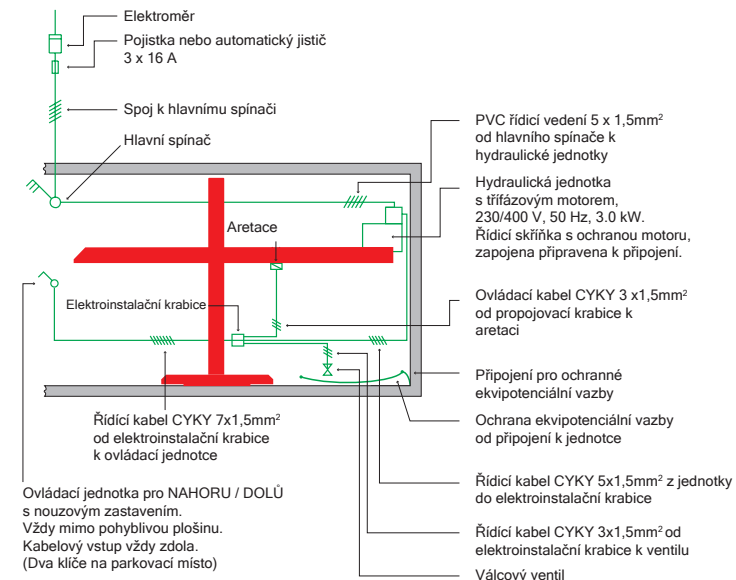 Elektroměr
Pojistka nebo automatický jistič
3 x 16 A
Spoj k hlavnímu spínači
Hlavní spínač
PVC řídicí vedení 5 x 1,5mm²
od hlavního spínače k
hydraulické jednotky
Hydraulická jednotka
s třífázovým motorem,
230/400 V, 50 Hz, 3.0 kW.
Řídicí skříňka s ochranou motoru,
zapojena připravena k připojení.
Aretace
Elektroinstalační krabice
Ovládací kabel CYKY 3 x1,5mm²
od propojovací krabice k
aretaci
Připojení pro ochranné
ekvipotenciální vazby
Ochrana ekvipotenciální vazby
od připojení k jednotce
Řídící kabel CYKY 7x1,5mm²
od elektroinstalační krabice
k ovládací jednotce
Řídicí kabel CYKY 5x1,5mm² z jednotky
do elektroinstalační krabice
Ovládací jednotka pro NAHORU / DOLŮ
s nouzovým zastavením.
Vždy mimo pohyblivou plošinu.
Kabelový vstup vždy zdola.
(Dva klíče na parkovací místo)
Řídící kabel CYKY 3x1,5mm² od
elektroinstalační krabice k ventilu
Válcový ventil